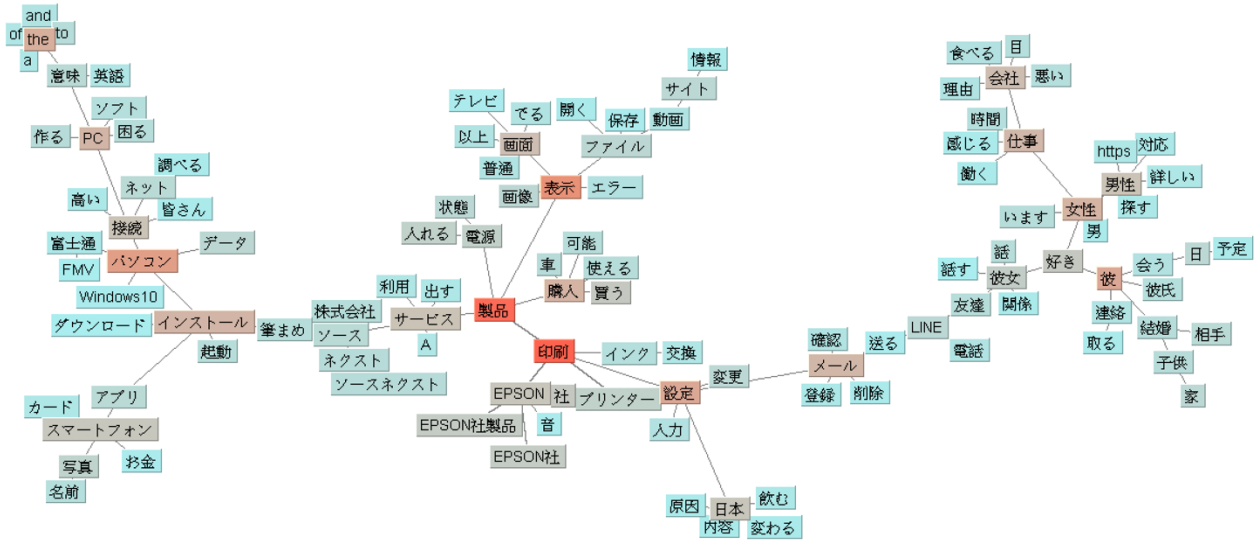 and
of
the
to
a
意味
英語
ソフト
作る
PC
困る
調べる
ネット
高い
皆さん
接続
富士通
データ
パソコン
FMV
Windows10
ダウンロード
インストール
筆まめ
起動
アプリ
カード
スマートフォン
写真
お金
名前
情報
サイト
テレビ
でる
開く
保存
動画
以上
画面
ファイル
普通
画像
表示
エラー
状態
入れる
電源
可能
車
使える
購入
買う
利用
出す
株式会社
サービス
製品
ソース
A
ネクスト
ソースネクスト
印刷
インク
交換
変更
EPSON
社
プリンター
設定
EPSON社製品
音
入力
EPSON社
原因
日本
飲む
内容
変わる
確認
送る
メール
登録
削除
LINE
電話
友達
関係
話
話す
彼女
好き
食べる
目
会社
悪い
理由
時間
感じる
仕事
働く
https
対応
男性
詳しい
探す
います
女性
男
彼
会う
日
予定
彼氏
連絡
取る
結婚
相手
子供
家